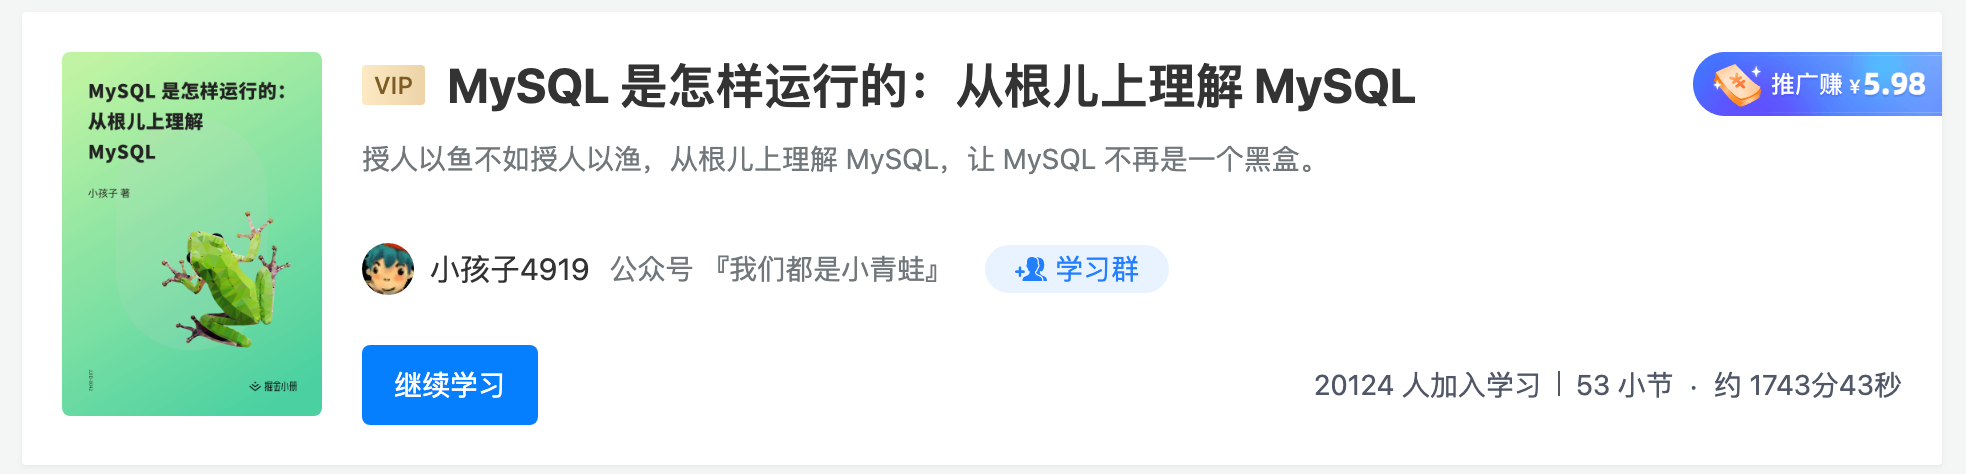 MySQL 是怎样运行的：
从根儿上理解
MySQL
小孩子 著
掘金小册
VIP
MySQL 是怎样运行的：从根儿上理解 MySQL
推广赚 ¥5.98
授人以鱼不如授人以渔，从根儿上理解 MySQL，让 MySQL 不再是一个黑盒。
小孩子4919 公众号 『我们都是小青蛙』
学习群
继续学习
20124 人加入学习 | 53 小节 · 约 1743分43秒